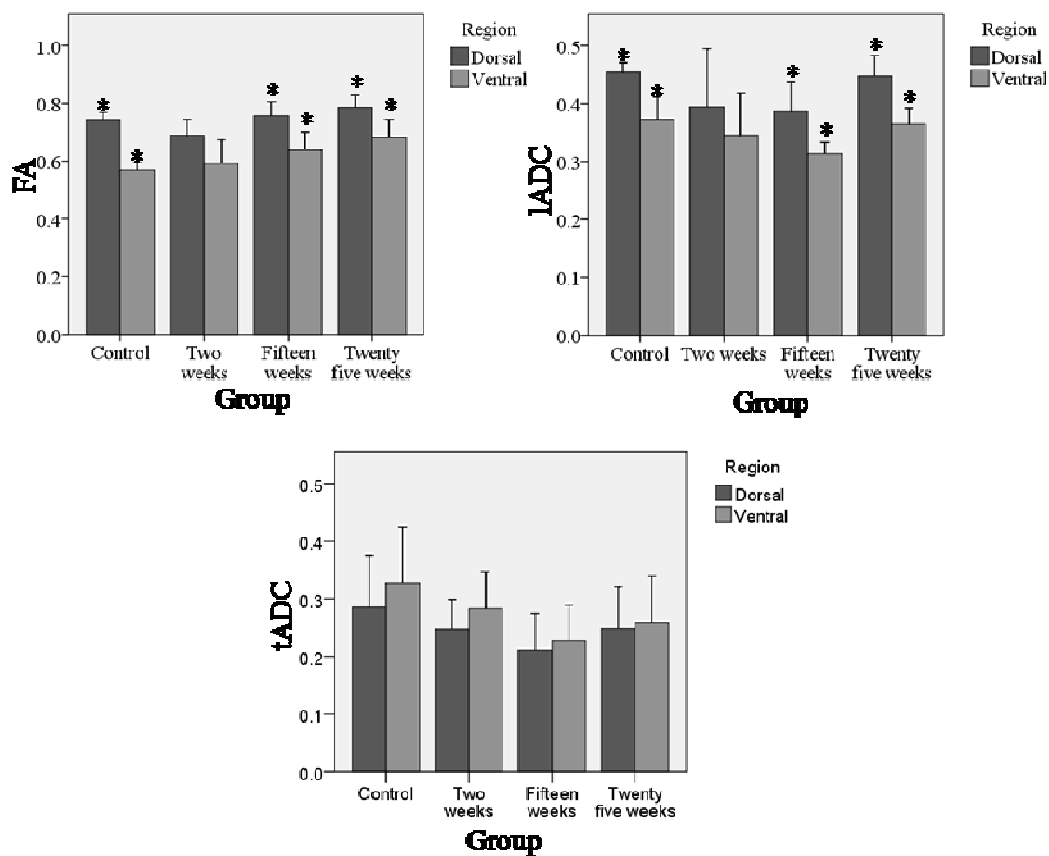 FA
1.0
0.8
0.6
0.4
0.2
0.0
*
*
*
*
*
*
Control
Two weeks
Fifteen weeks
Twenty five weeks
Group
Region
Dorsal
Ventral
lADC
0.5
0.4
0.3
0.2
0.1
0.0
*
*
*
*
*
*
Control
Two weeks
Fifteen weeks
Twenty five weeks
Group
Region
Dorsal
Ventral
tADC
0.5
0.4
0.3
0.2
0.1
0.0
Control
Two weeks
Fifteen weeks
Twenty five weeks
Group
Region
Dorsal
Ventral